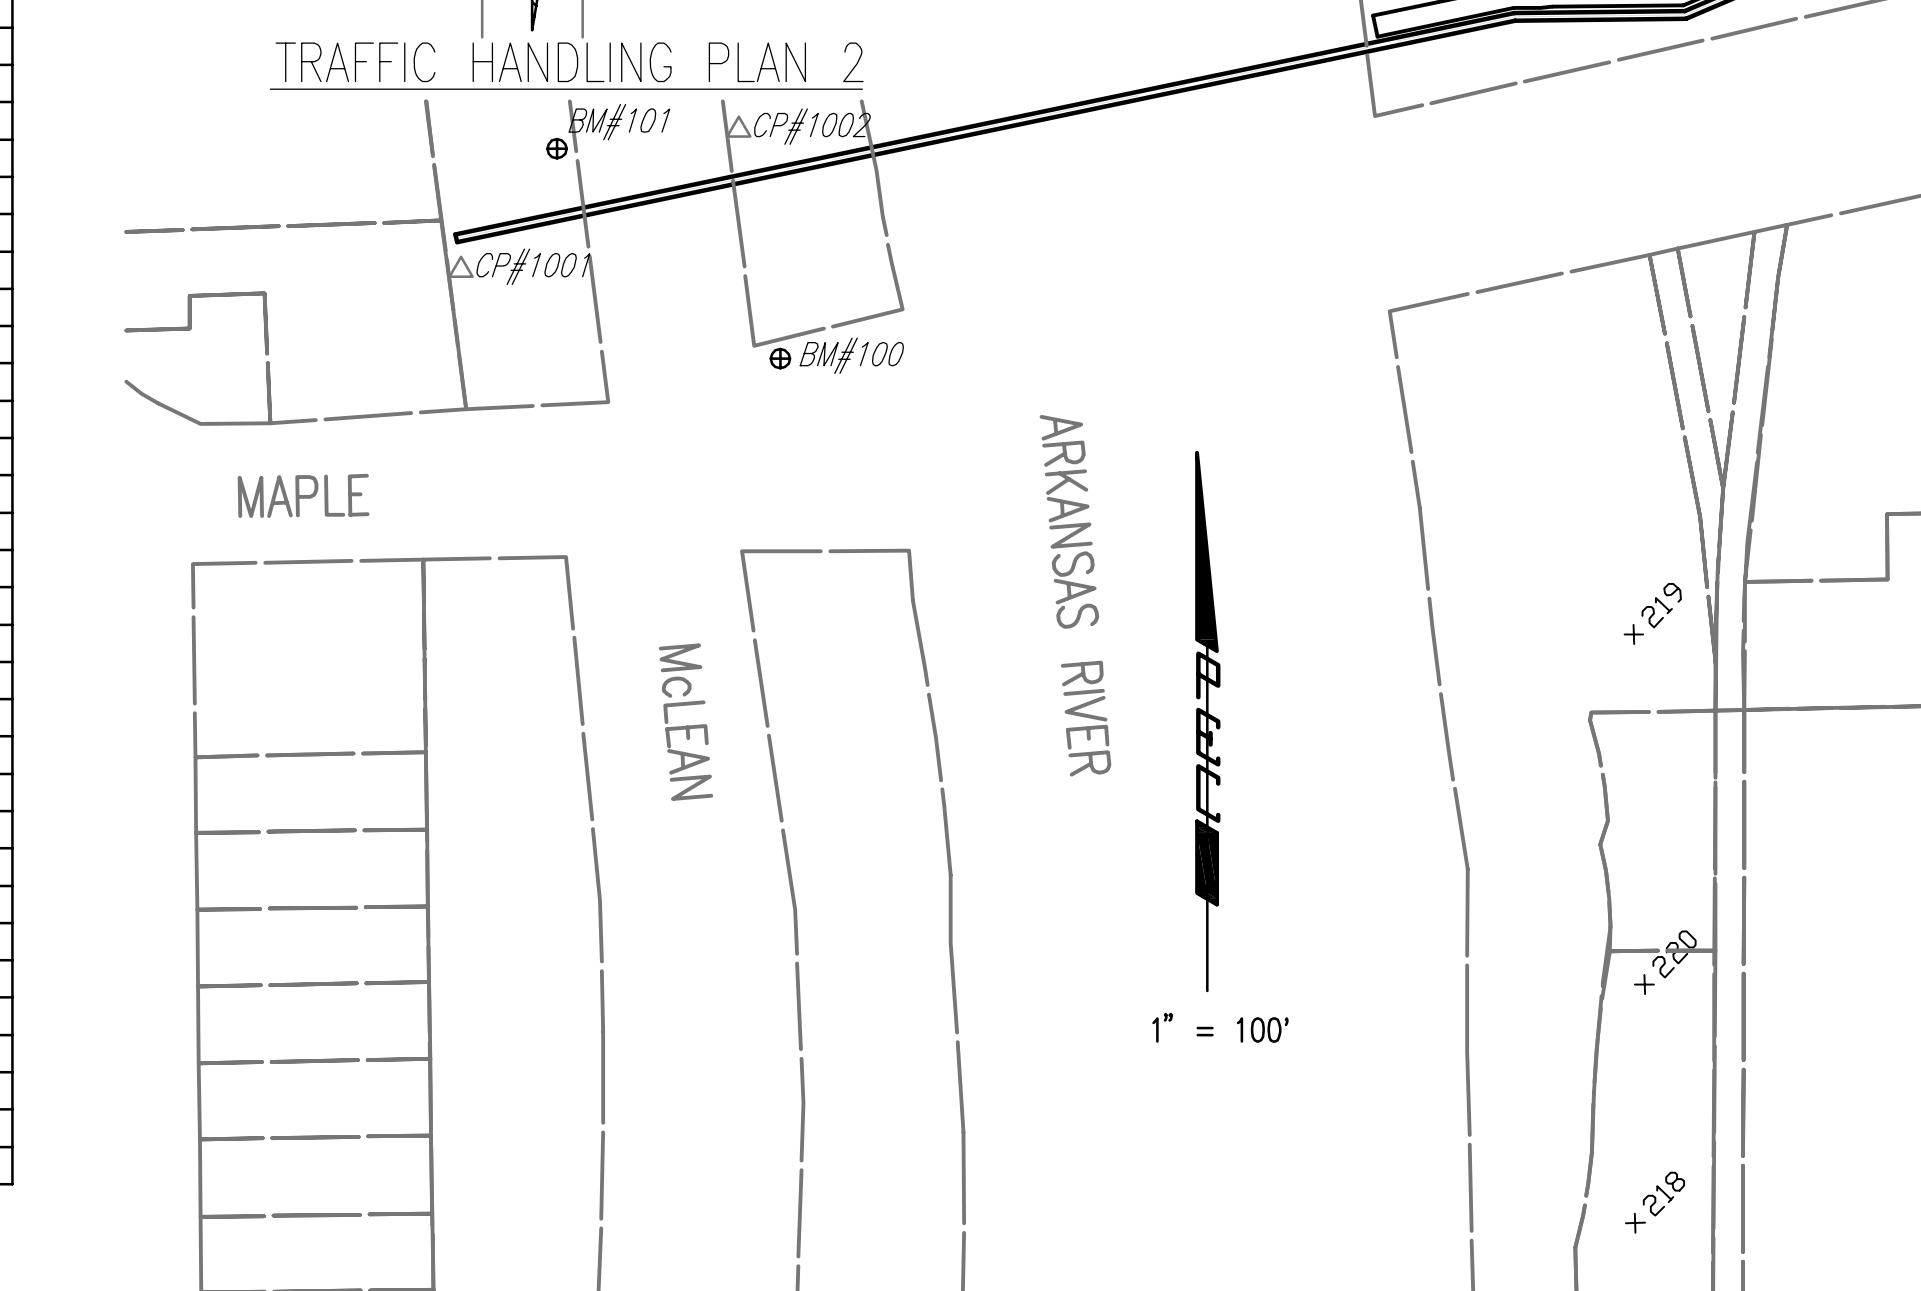 TRAFFIC HANDLING PLAN 2
BM#101
CP#1002
CP#1001
BM#100
MAPLE
McLEAN
ARKANSAS RIVER
1" = 100'
219
220
218